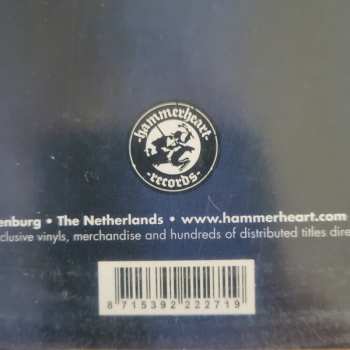 hammerheart
records
enburg • The Netherlands • www.hammerheart.com
clusive vinyls, merchandise and hundreds of distributed titles dire
8 715392 222719